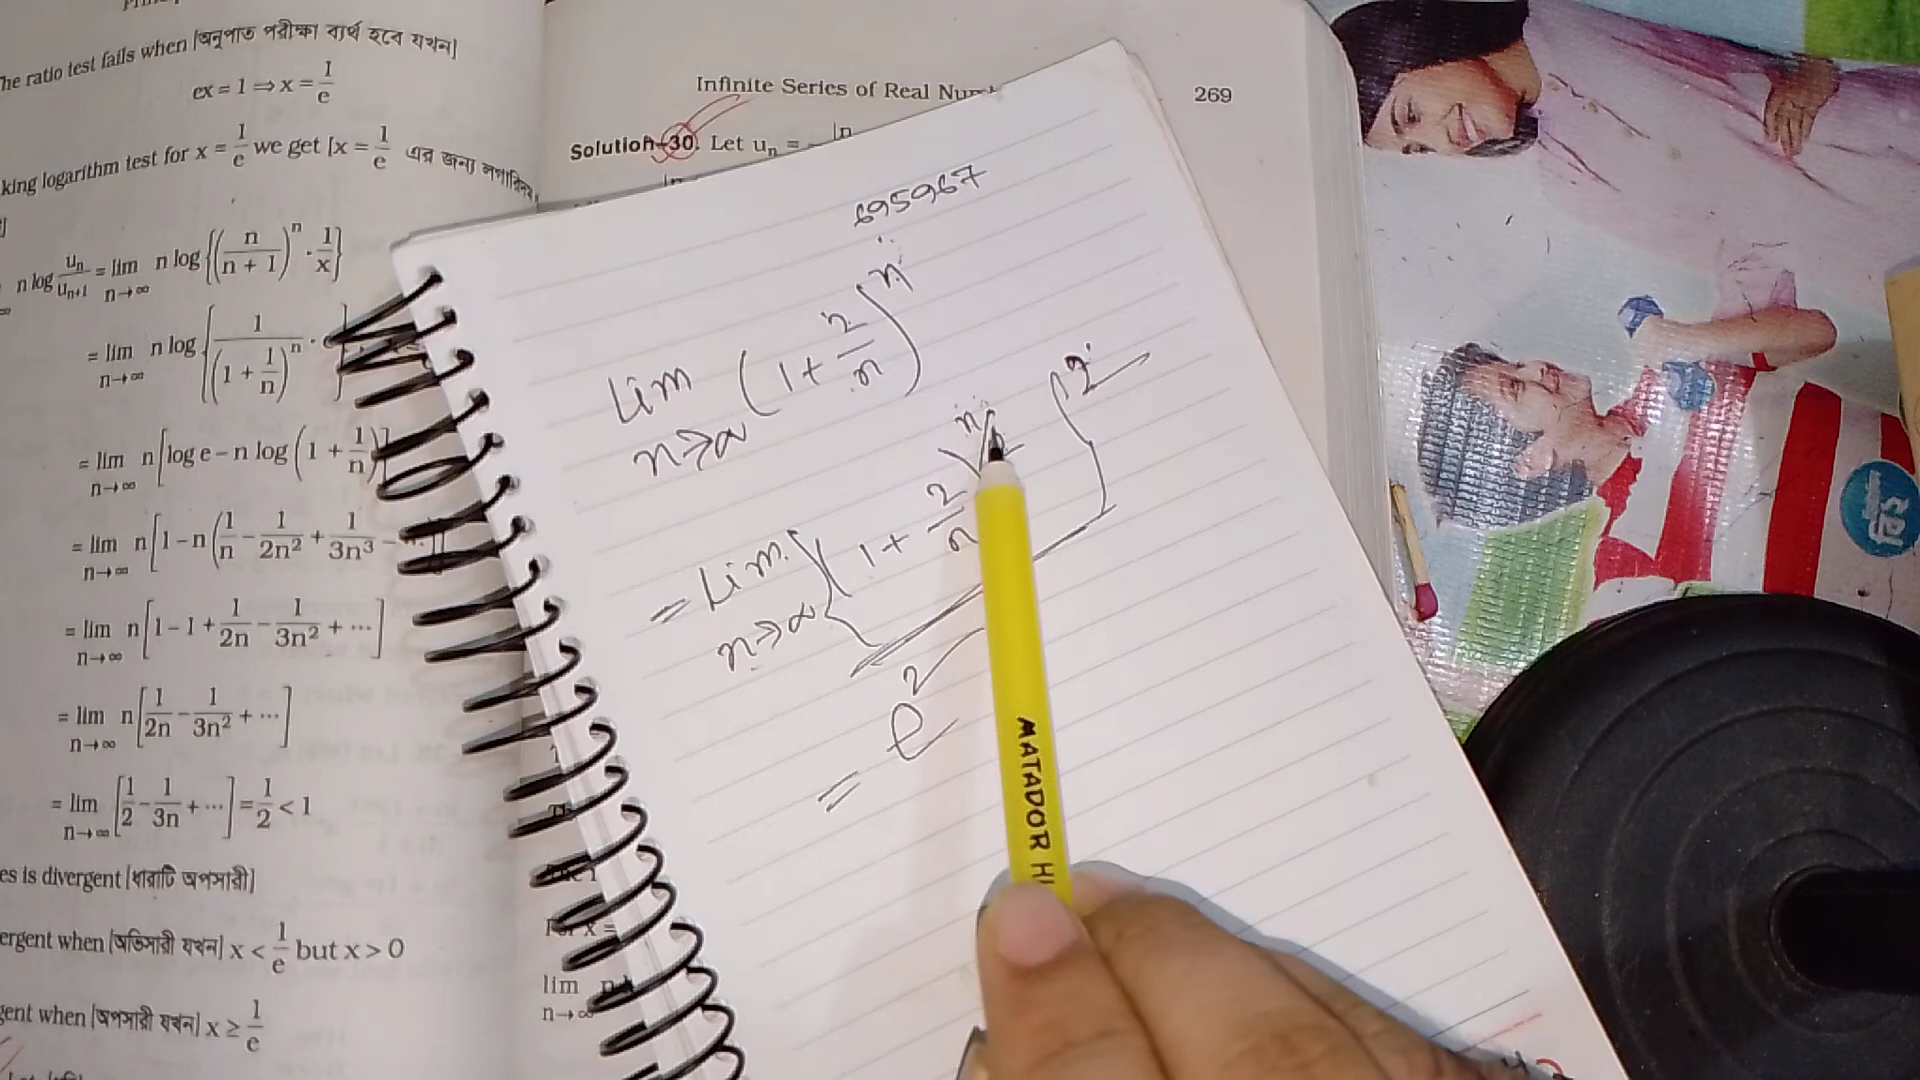 he ratio test fails when [অনুপাত পরীক্ষা ব্যর্থ হবে যখন]
ex = 1 ⇒ x = 1/e
king logarithm test for x = 1/e we get [x = 1/e এর জন্য
n log u_n/u_{n+1} = lim n→∞ n log {(n/(n + 1))^n · 1/x}
= lim n→∞ n log { 1/(1 + 1/n)^n ·
= lim n→∞ n [log e – n log (1 + 1/n)]
= lim n→∞ n [1 – n (1/n – 1/2n² + 1/3n³ –
= lim n→∞ n [1 – 1 + 1/2n – 1/3n² + ···]
= lim n→∞ n [1/2n – 1/3n² + ···]
= lim n→∞ [1/2 – 1/3n + ···] = 1/2 < 1
es is divergent [ধারাটি অপসারী]
ergent when [অভিসারী যখন] x < 1/e but x > 0
gent when [অপসারী যখন] x ≥ 1/e
Infinite Series of Real
269
Solution–30. Let u_n =
695967
Lim n→∞ (1 + 2/n)^n
= Lim n→∞ {(1 + 2/n)^{n/2}}^2
= e^2
lim n→∞
MATADOR